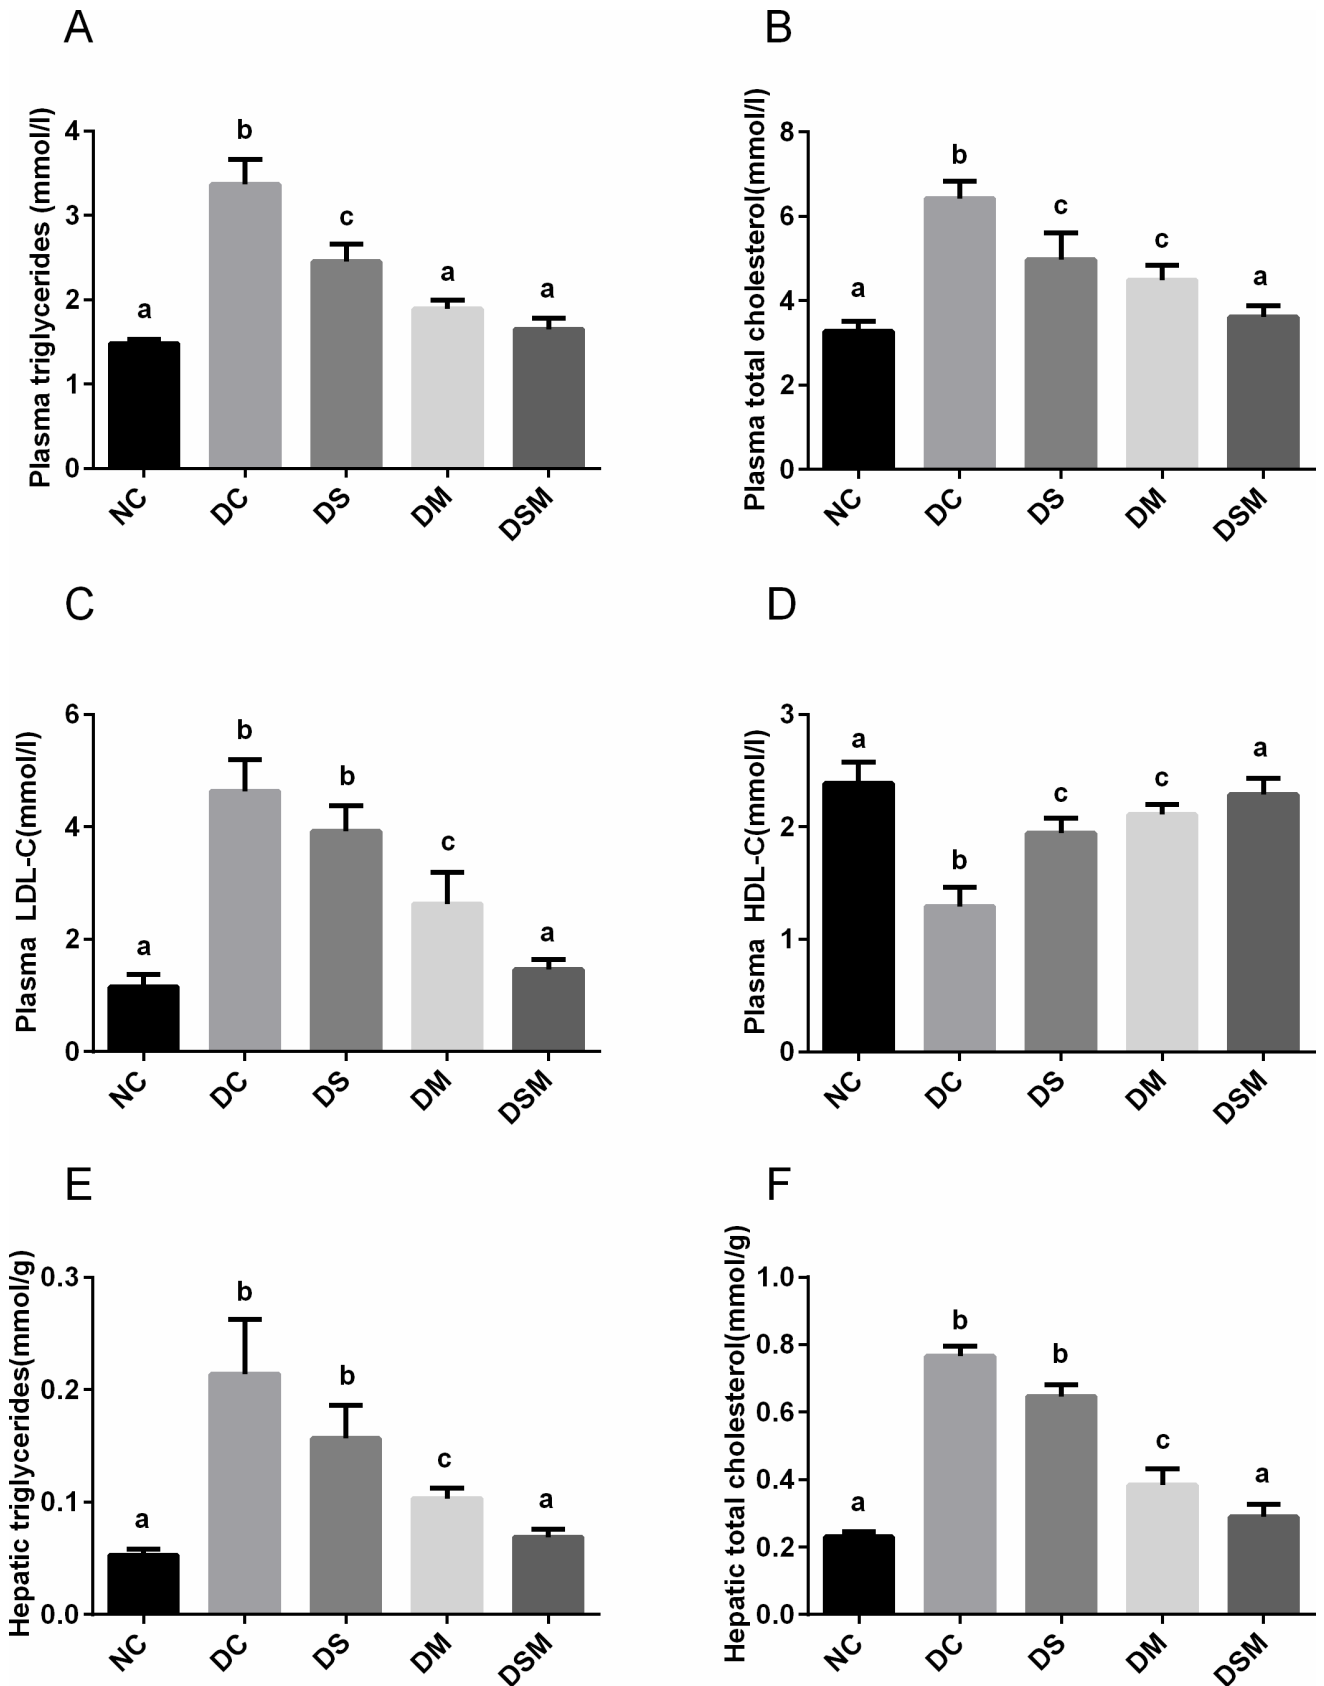 A
Plasma triglycerides (mmol/l)
4
3
2
1
0
a
b
c
a
a
NC
DC
DS
DM
DSM
B
Plasma total cholesterol(mmol/l)
8
6
4
2
0
a
b
c
c
a
NC
DC
DS
DM
DSM
C
Plasma LDL-C(mmol/l)
6
4
2
0
a
b
b
c
a
NC
DC
DS
DM
DSM
D
Plasma HDL-C(mmol/l)
3
2
1
0
a
b
c
c
a
NC
DC
DS
DM
DSM
E
Hepatic triglycerides(mmol/g)
0.3
0.2
0.1
0.0
a
b
b
c
a
NC
DC
DS
DM
DSM
F
Hepatic total cholesterol(mmol/g)
1.0
0.8
0.6
0.4
0.2
0.0
a
b
b
c
a
NC
DC
DS
DM
DSM